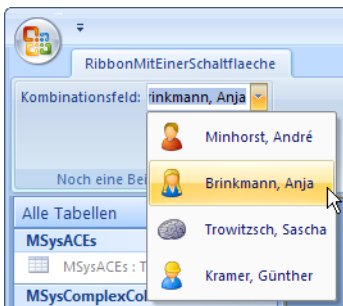 RibbonMitEinerSchaltflaeche
Kombinationsfeld: rinkmann, Anja
Minhorst, André
Brinkmann, Anja
Trowitzsch, Sascha
Kramer, Günther
Noch eine Bei
Alle Tabellen
MSysACEs
MSysACEs : T
MSysComplexCol